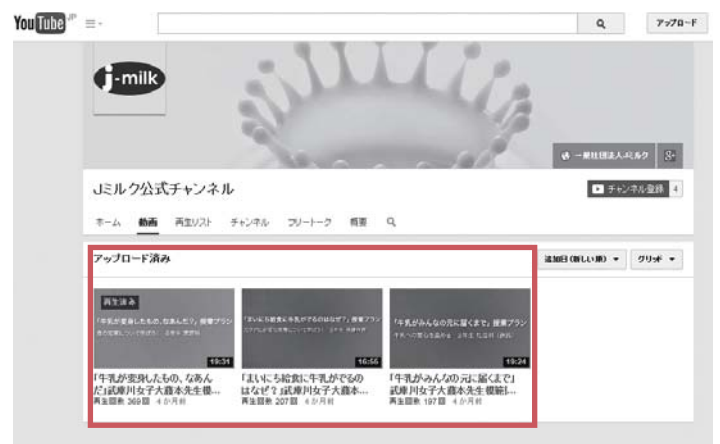 YouTube JP
アップロード
j-milk
一般社団法人Jミルク
Jミルク公式チャンネル
チャンネル登録 4
ホーム 動画 再生リスト チャンネル フリートーク 概要
アップロード済み
追加日(新しい順) グリッド
再生済み
「牛乳が変身したもの、なあんだ?」授業プラン
「まいにち給食に牛乳がでるのはなぜ?」授業プラン
「牛乳がみんなの元に届くまで」授業プラン
19:31
16:55
19:24
「牛乳が変身したもの、なあん
だ」武庫川女子大藤本先生模...
再生回数 369 回 4 か月前
「まいにち給食に牛乳がでるの
はなぜ?」武庫川女子大藤本...
再生回数 207 回 4 か月前
「牛乳がみんなの元に届くまで」
武庫川女子大藤本先生模範[...
再生回数 197 回 4 か月前